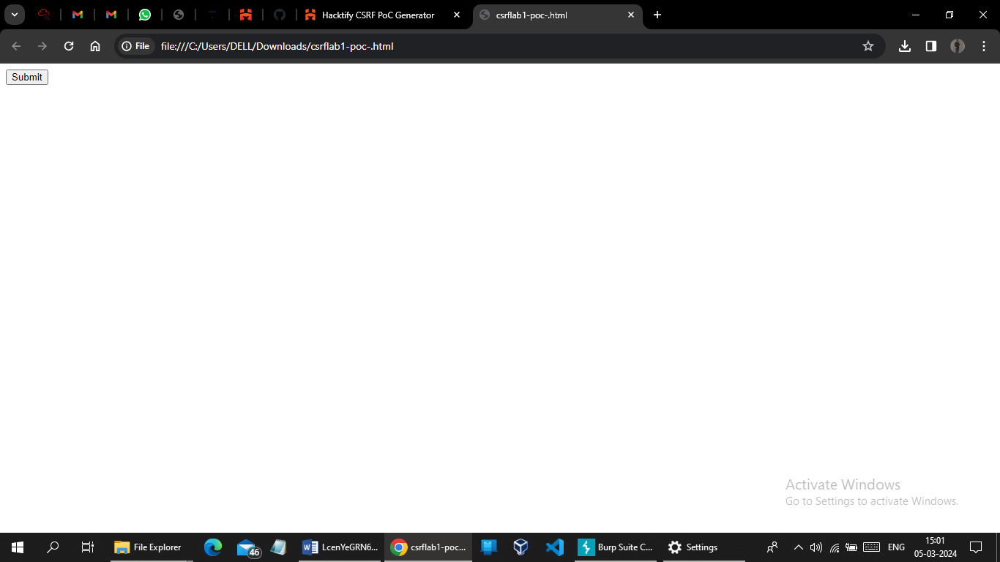 Hacktify CSRF PoC Generator
csrflab1-poc-.html
File
file:///C:/Users/DELL/Downloads/csrflab1-poc-.html
Submit
Activate Windows
Go to Settings to activate Windows.
File Explorer
46
LcenYeGRN6...
csrflab1-poc...
Burp Suite C...
Settings
ENG
15:01
05-03-2024